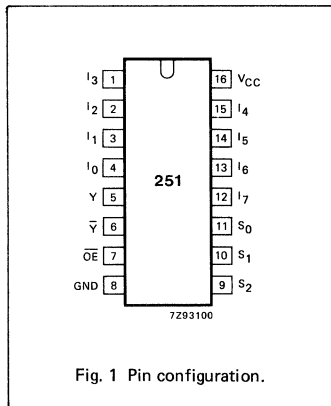 I3 1 16 VCC
I2 2 15 I4
I1 3 14 I5
I0 4 13 I6
Y 5 251 12 I7
Y̅ 6 11 S0
O̅E̅ 7 10 S1
GND 8 9 S2
7Z93100
Fig. 1 Pin configuration.